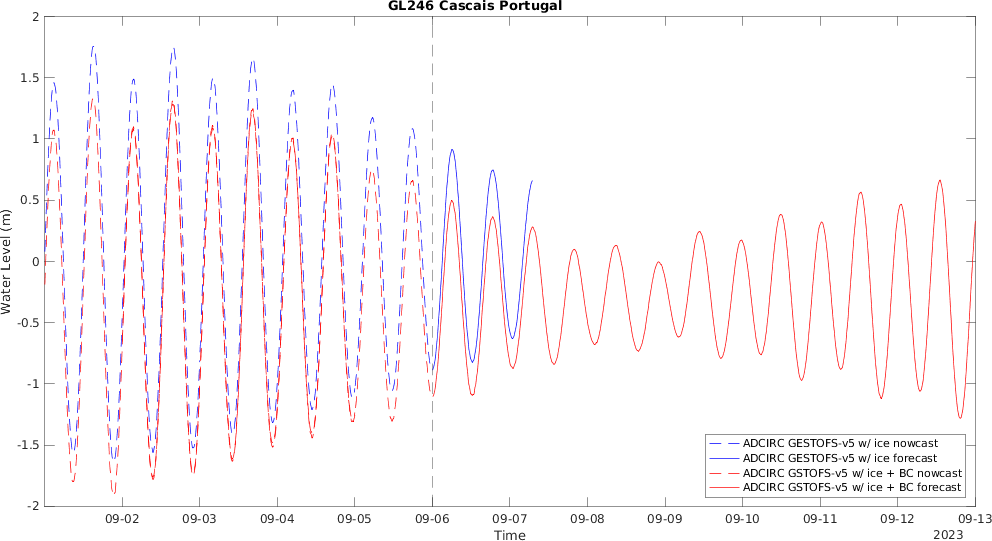 GL246 Cascais Portugal
2
1.5
1
0.5
0
-0.5
-1
-1.5
-2
Water Level (m)
09-02 09-03 09-04 09-05 09-06 09-07 09-08 09-09 09-10 09-11 09-12 09-13
Time
2023
ADCIRC GESTOFS-v5 w/ ice nowcast
ADCIRC GESTOFS-v5 w/ ice forecast
ADCIRC GSTOFS-v5 w/ ice + BC nowcast
ADCIRC GSTOFS-v5 w/ ice + BC forecast